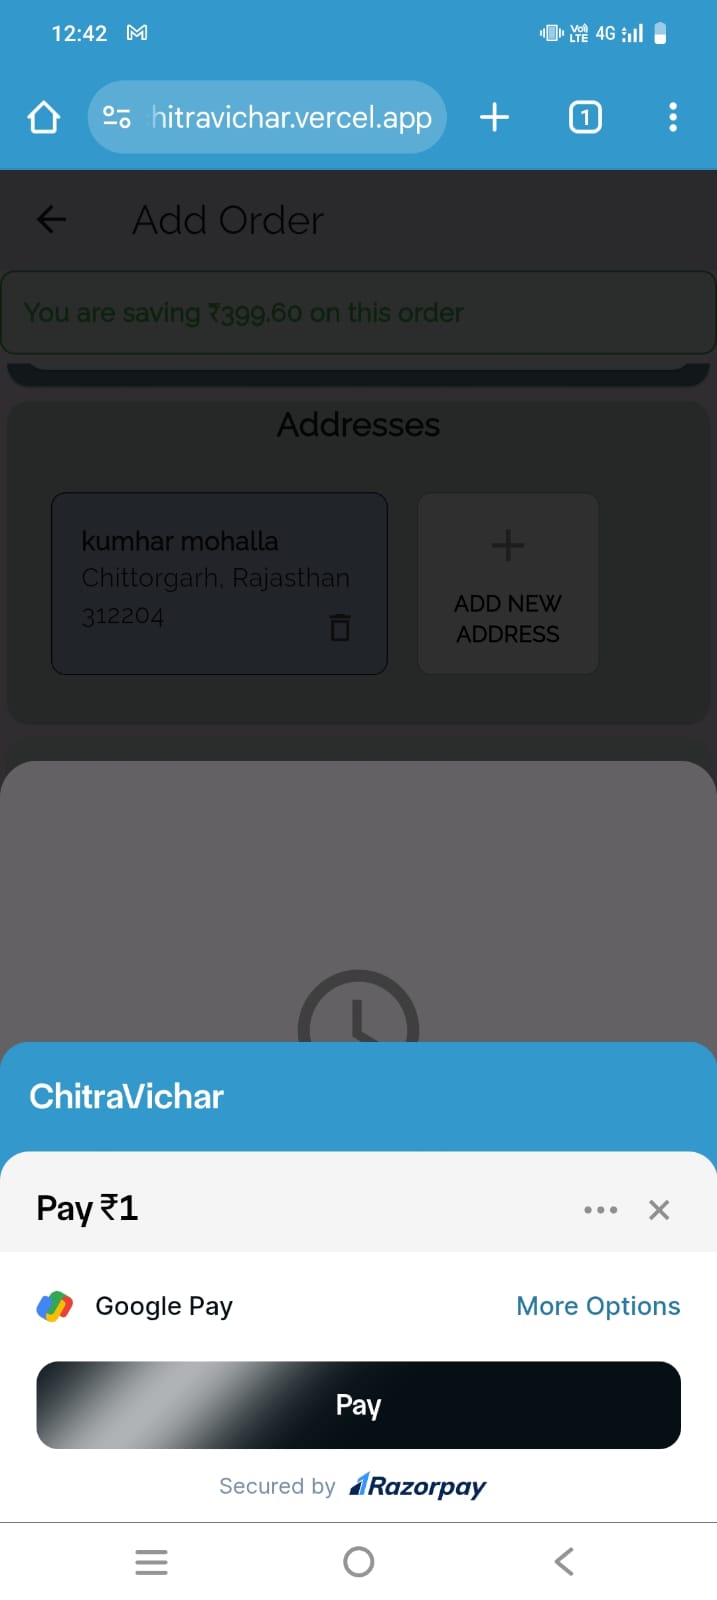 12:42
Vo)) LTE 4G
hitravichar.vercel.app
1
Add Order
You are saving ₹399.60 on this order
Addresses
kumhar mohalla
Chittorgarh, Rajasthan
312204
ADD NEW
ADDRESS
ChitraVichar
Pay ₹1
Google Pay
More Options
Pay
Secured by Razorpay